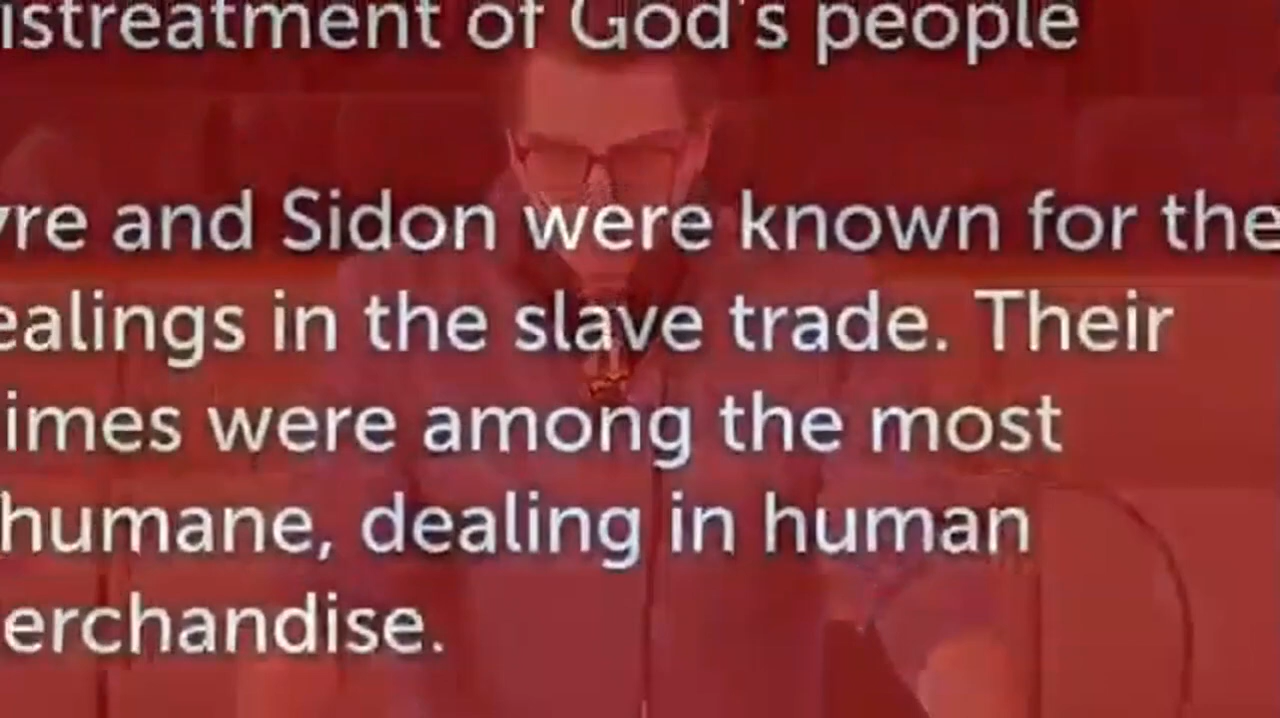 istreatment of God's people
yre and Sidon were known for the
ealings in the slave trade. Their
imes were among the most
humane, dealing in human
erchandise.